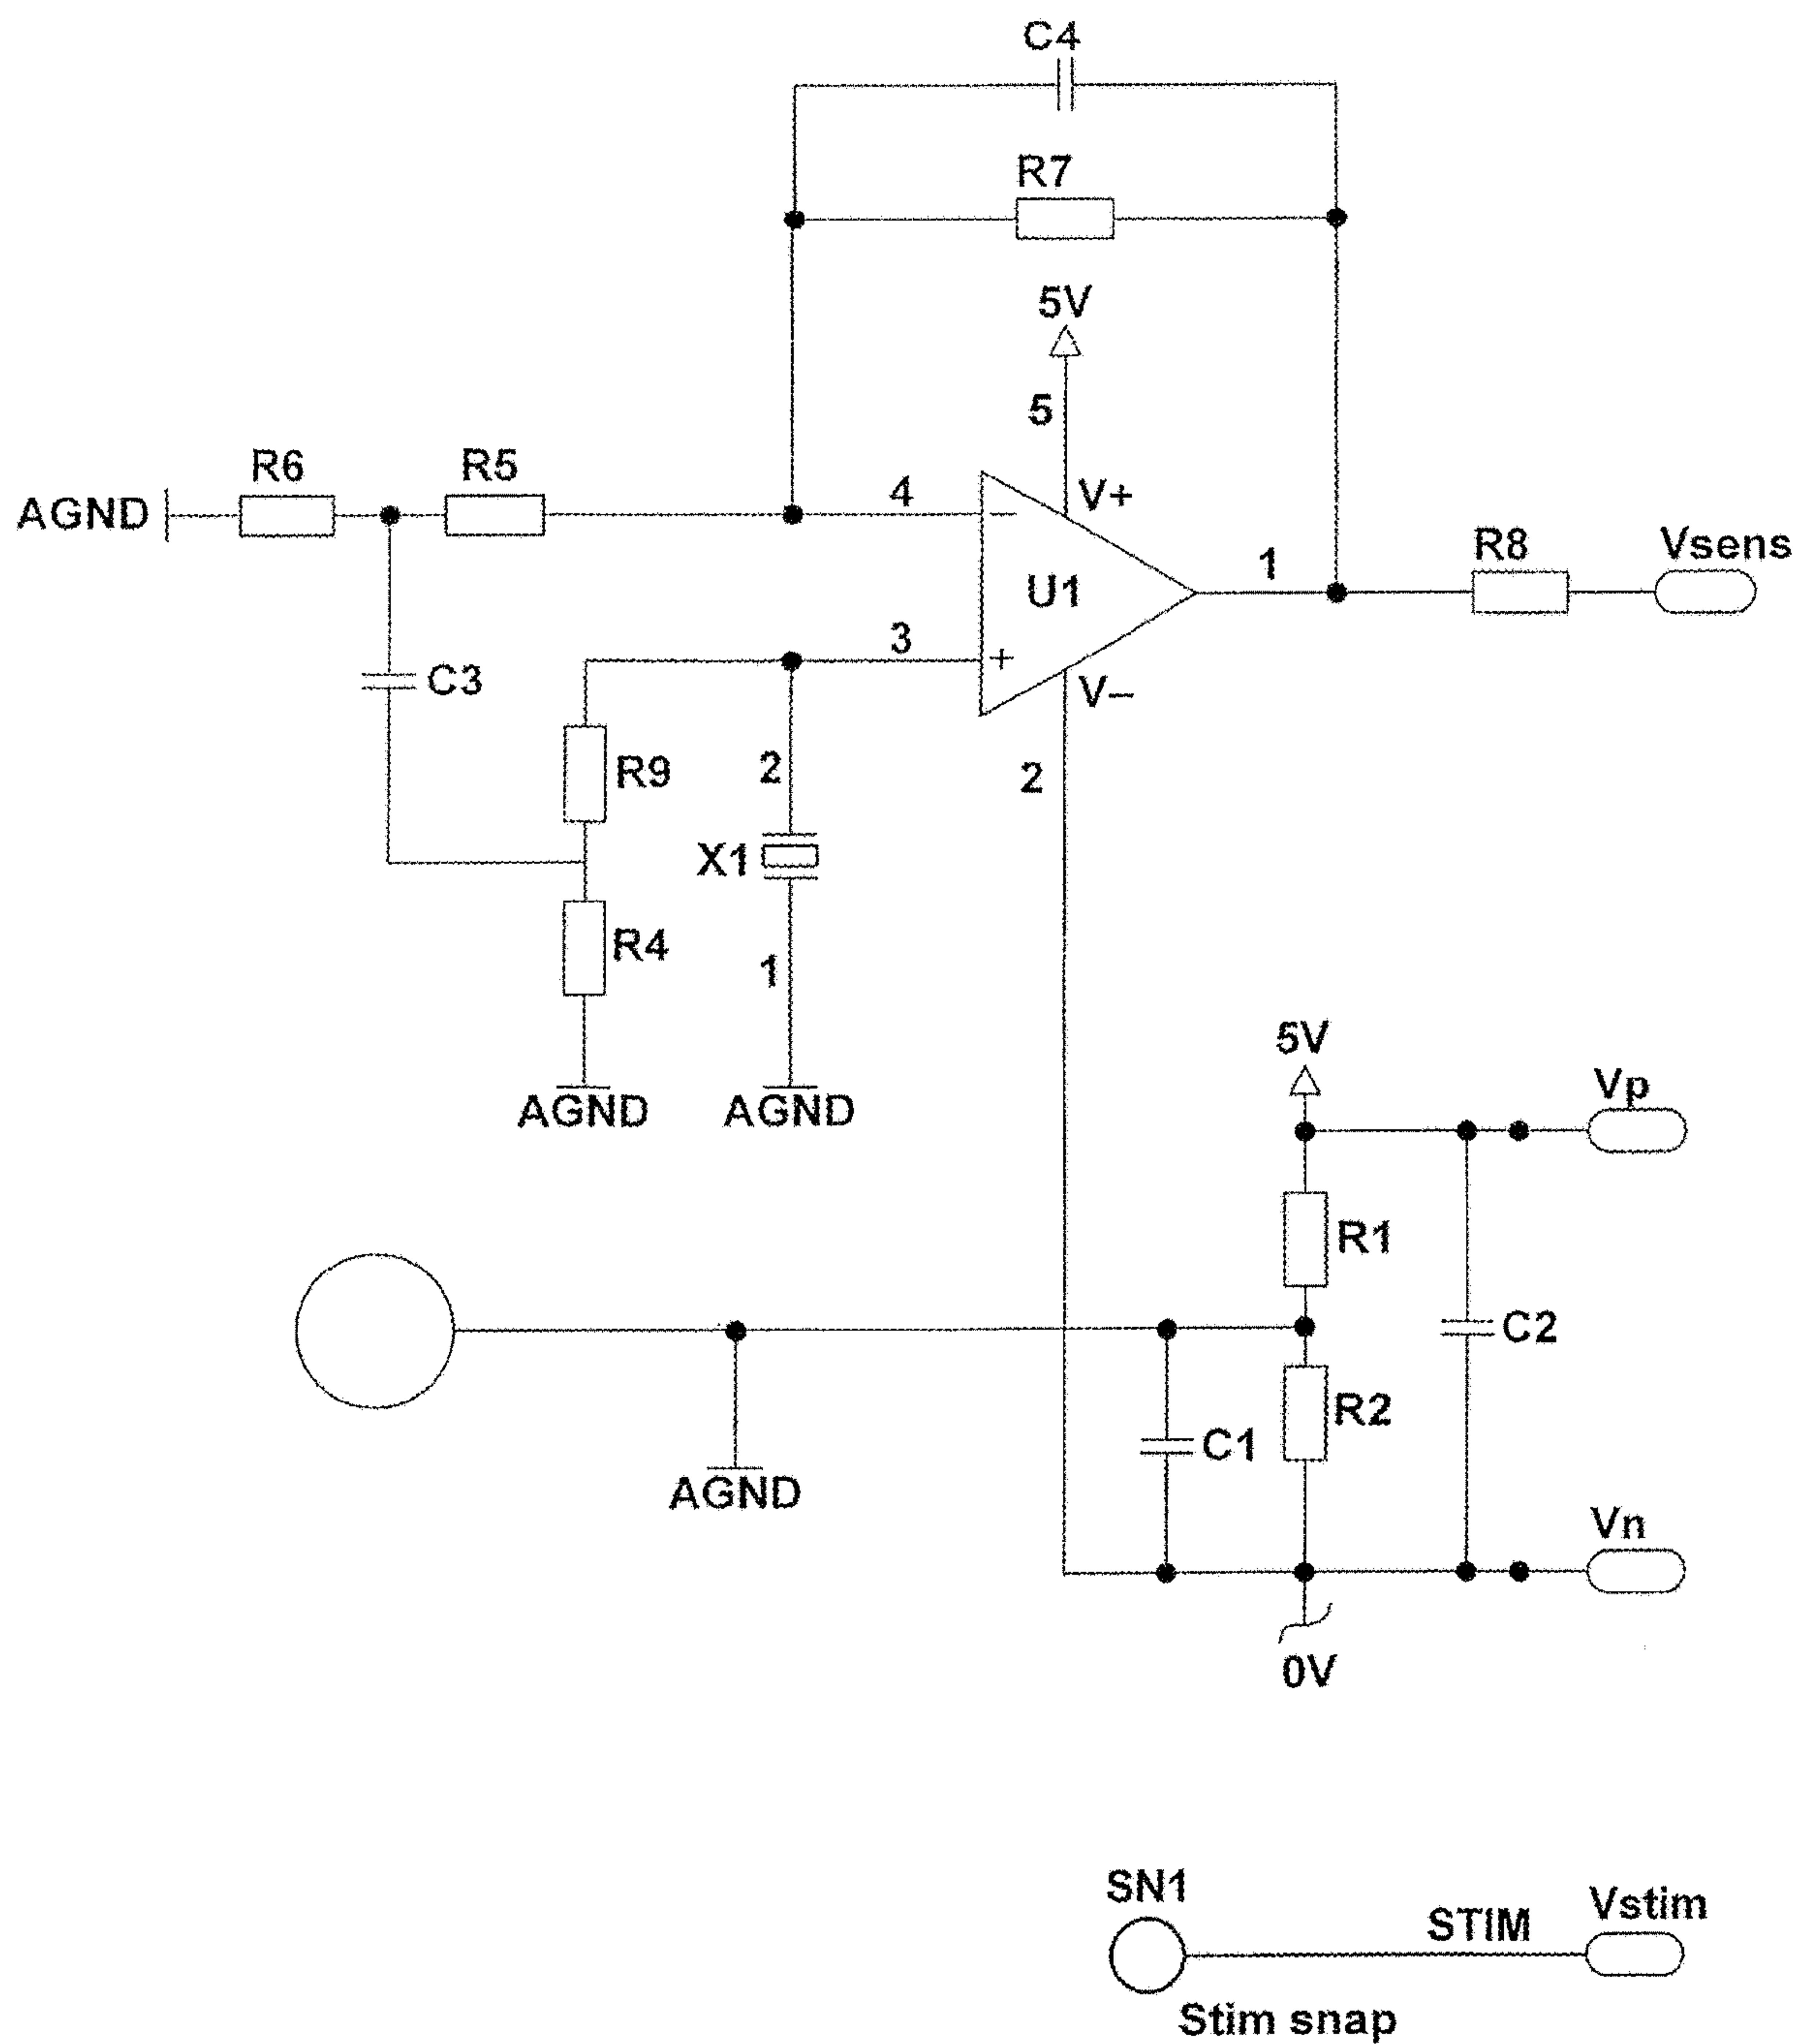 C4
R7
5V
5
R6
R5
4
V+
AGND
−
U1
1
R8
Vsens
3
+
V−
C3
R9
2
2
X1
R4
1
5V
AGND
AGND
Vp
R1
C2
R2
C1
AGND
Vn
0V
SN1
STIM
Vstim
Stim snap